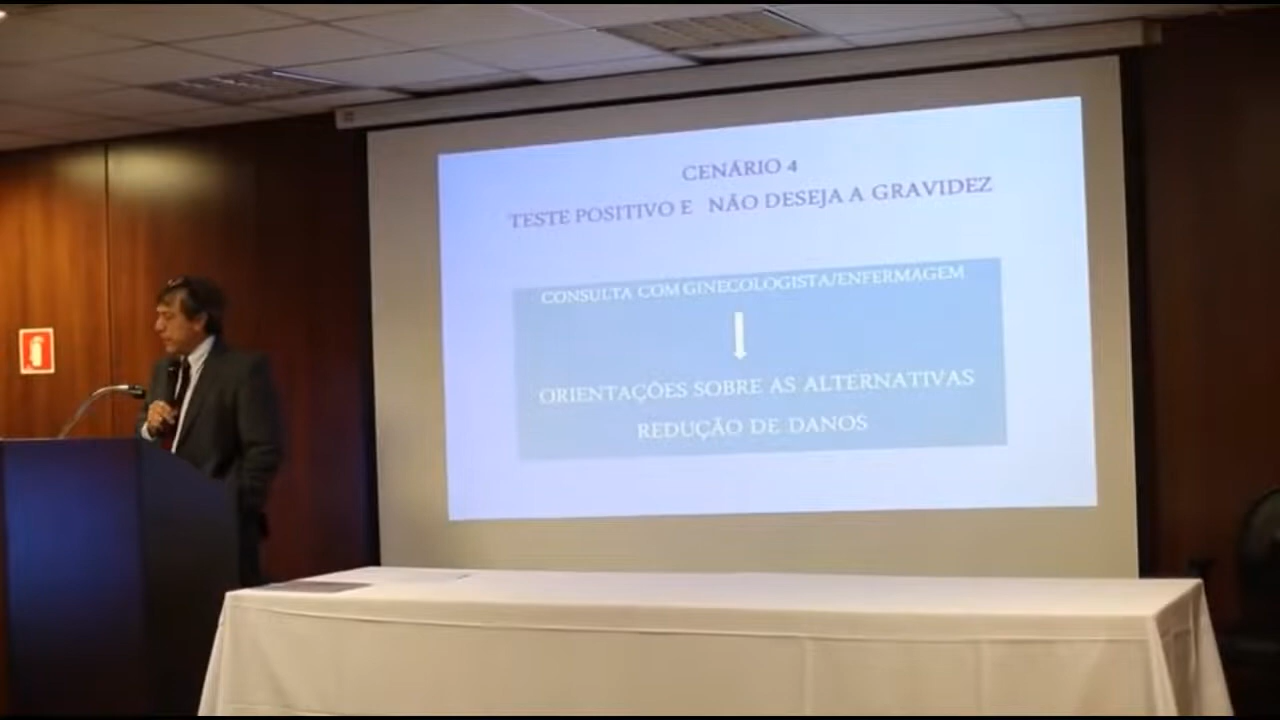 CENÁRIO 4
TESTE POSITIVO E NÃO DESEJA A GRAVIDEZ
CONSULTA COM GINECOLOGISTA/ENFERMAGEM
ORIENTAÇÕES SOBRE AS ALTERNATIVAS
REDUÇÃO DE DANOS